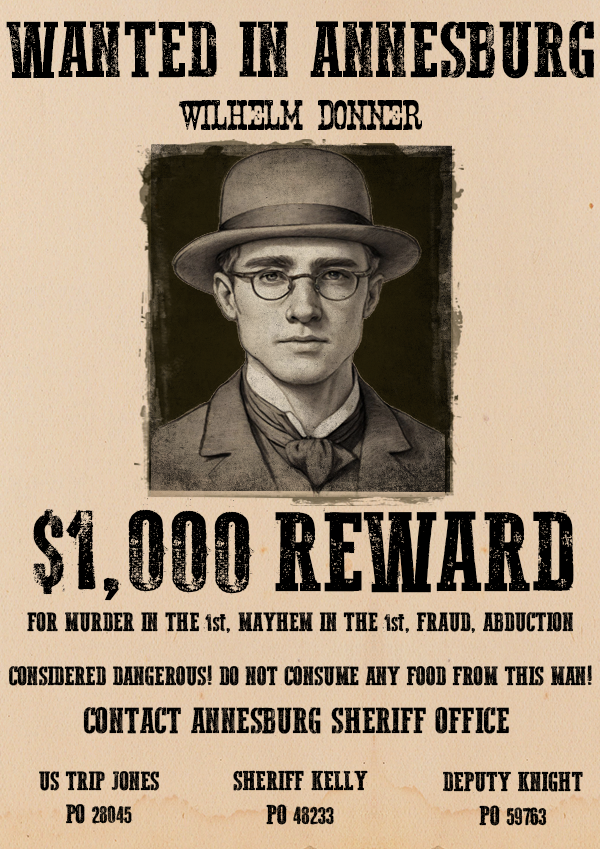 WANTED IN ANNESBURG
WILHELM DONNER
$1,000 REWARD
FOR MURDER IN THE 1st, MAYHEM IN THE 1st, FRAUD, ABDUCTION
CONSIDERED DANGEROUS! DO NOT CONSUME ANY FOOD FROM THIS MAN!
CONTACT ANNESBURG SHERIFF OFFICE
US TRIP JONES SHERIFF KELLY DEPUTY KNIGHT
PO 28045 PO 48233 PO 59763